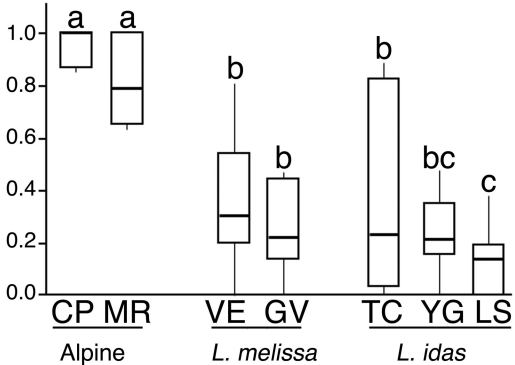 a a
1.0
b
b
0.8
0.6
b
bc
0.4
c
0.2
0.0
CP MR VE GV TC YG LS
Alpine L. melissa L. idas